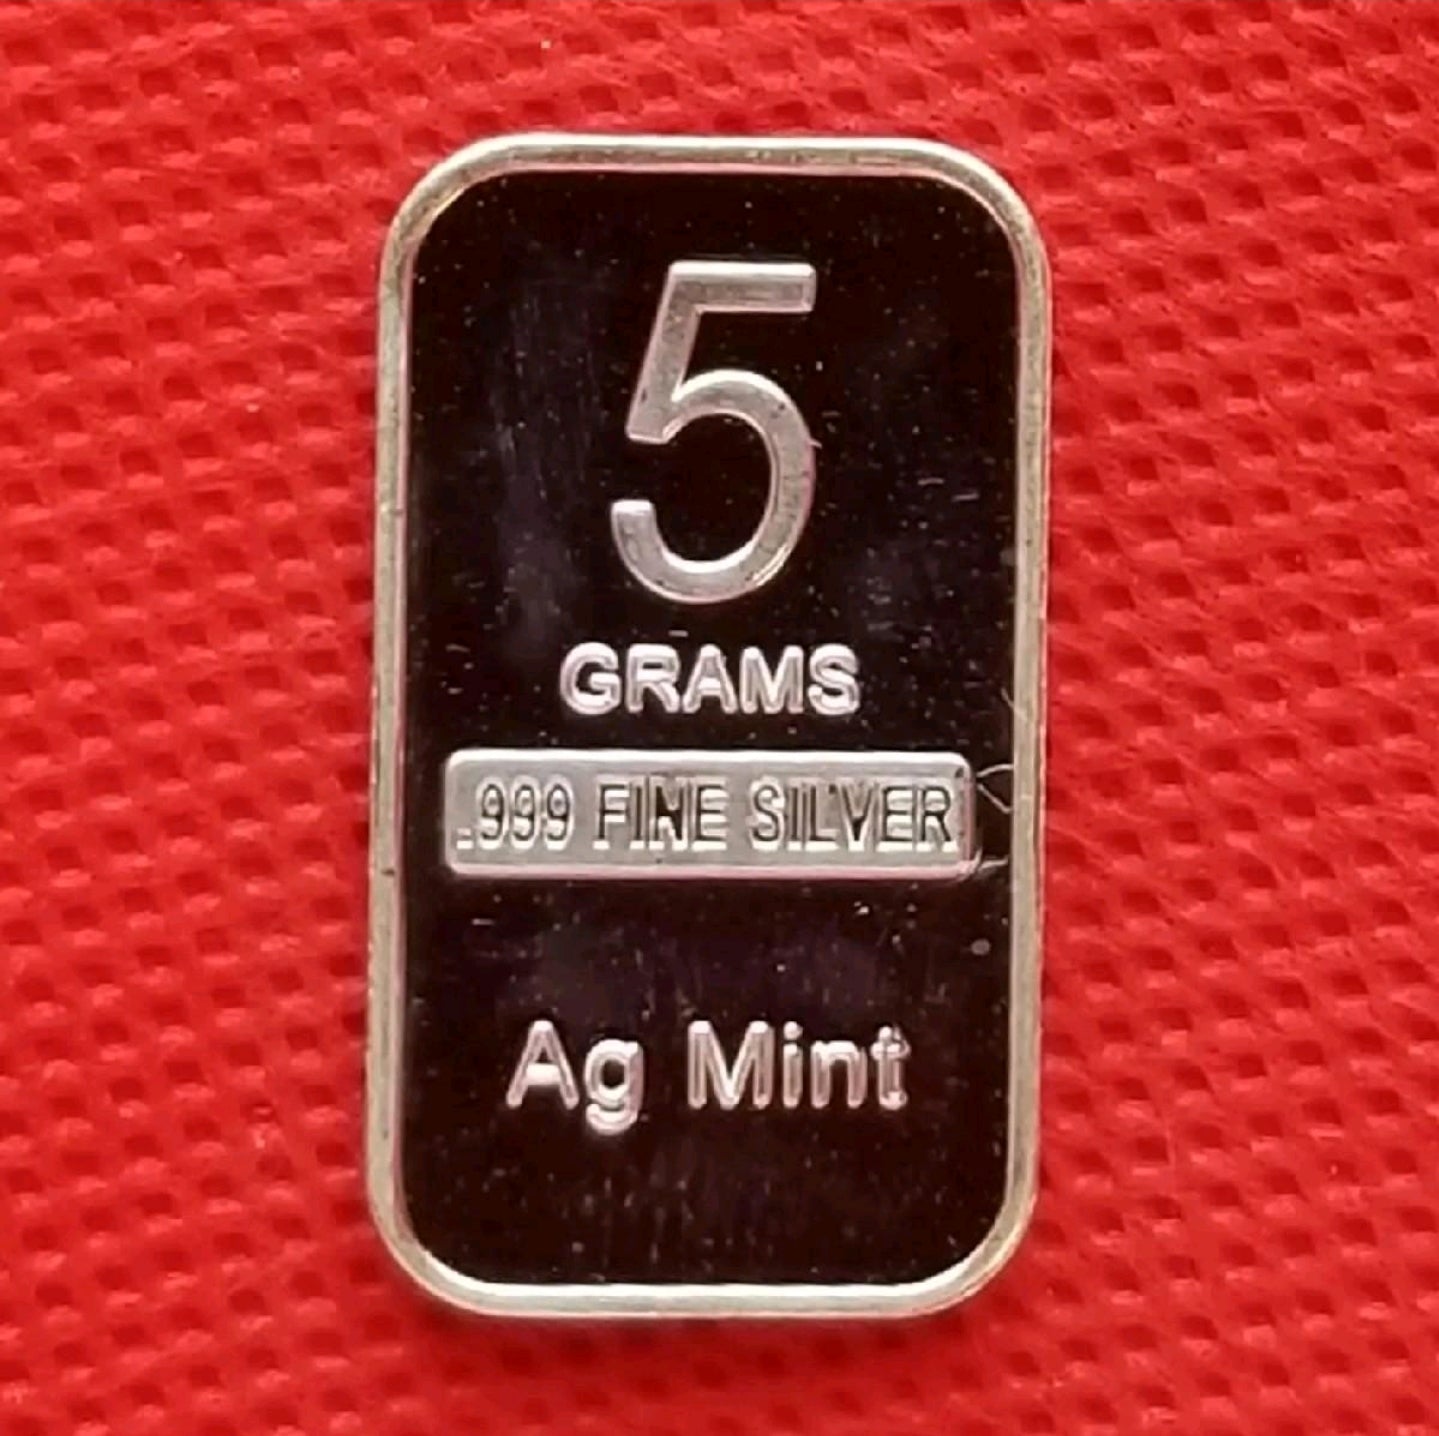 5
GRAMS
.999 FINE SILVER
Ag Mint